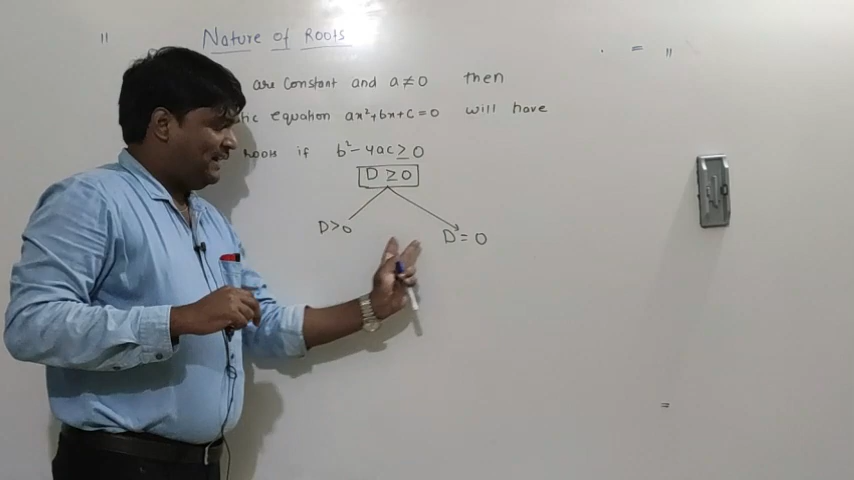 Nature of Roots
are constant and a≠0 then
equation ax²+bx+c=0 will have
Roots if b²-4ac≥0
D≥0
D>0
D=0